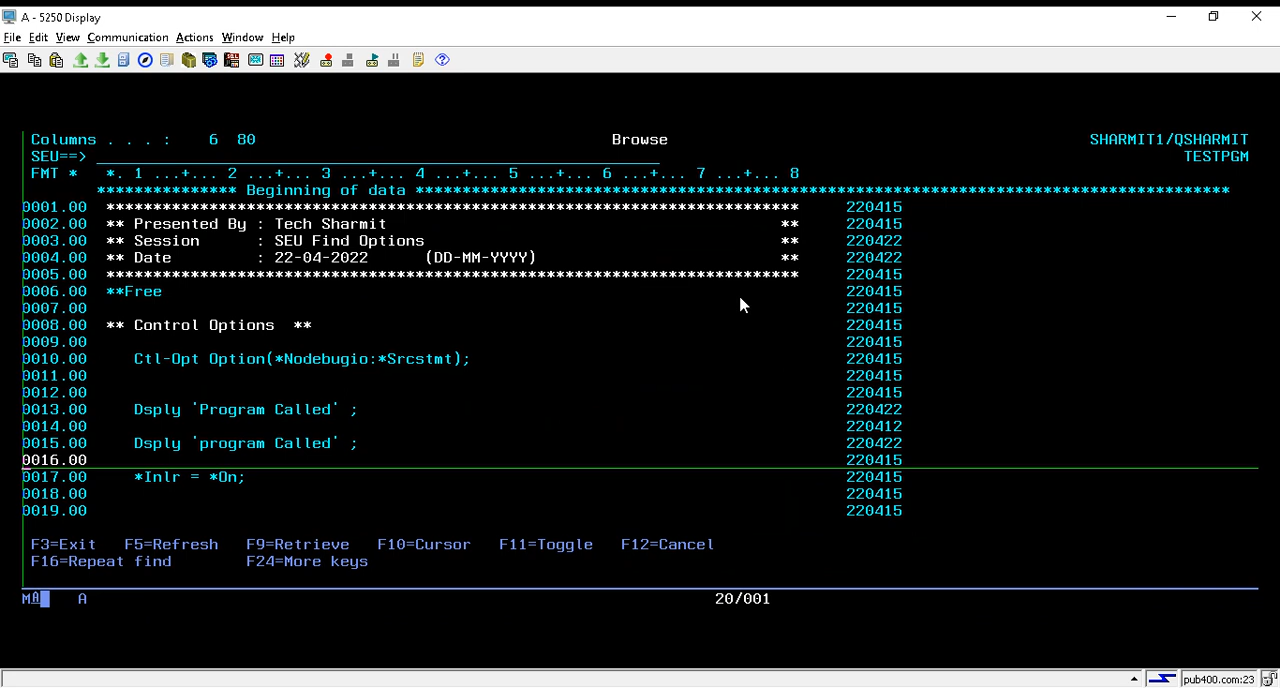 A - 5250 Display
File Edit View Communication Actions Window Help
Columns . . . :    6  80                                      Browse                                                SHARMIT1/QSHARMIT
SEU==> ____________________________________________________________ TESTPGM
FMT *   *. 1 ...+... 2 ...+... 3 ...+... 4 ...+... 5 ...+... 6 ...+... 7 ...+... 8
*************** Beginning of data ***************************************************************************************
0001.00 ************************************************************************** 220415
0002.00 ** Presented By : Tech Sharmit                                           ** 220415
0003.00 ** Session      : SEU Find Options                                       ** 220422
0004.00 ** Date         : 22-04-2022      (DD-MM-YYYY)                           ** 220422
0005.00 ************************************************************************** 220415
0006.00 **Free 220415
0007.00 220415
0008.00 ** Control Options  ** 220415
0009.00 220415
0010.00    Ctl-Opt Option(*Nodebugio:*Srcstmt); 220415
0011.00 220415
0012.00 220415
0013.00    Dsply 'Program Called' ; 220422
0014.00 220412
0015.00    Dsply 'program Called' ; 220422
0016.00 220415
0017.00    *Inlr = *On; 220415
0018.00 220415
0019.00 220415
F3=Exit   F5=Refresh   F9=Retrieve   F10=Cursor   F11=Toggle   F12=Cancel
F16=Repeat find        F24=More keys
MA    A                                                                    20/001
pub400.com:23